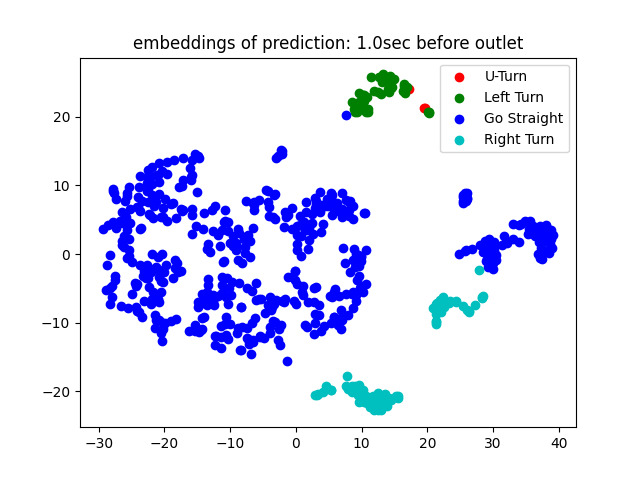 embeddings of prediction: 1.0sec before outlet
U-Turn
Left Turn
Go Straight
Right Turn
20
10
0
−10
−20
−30 −20 −10 0 10 20 30 40